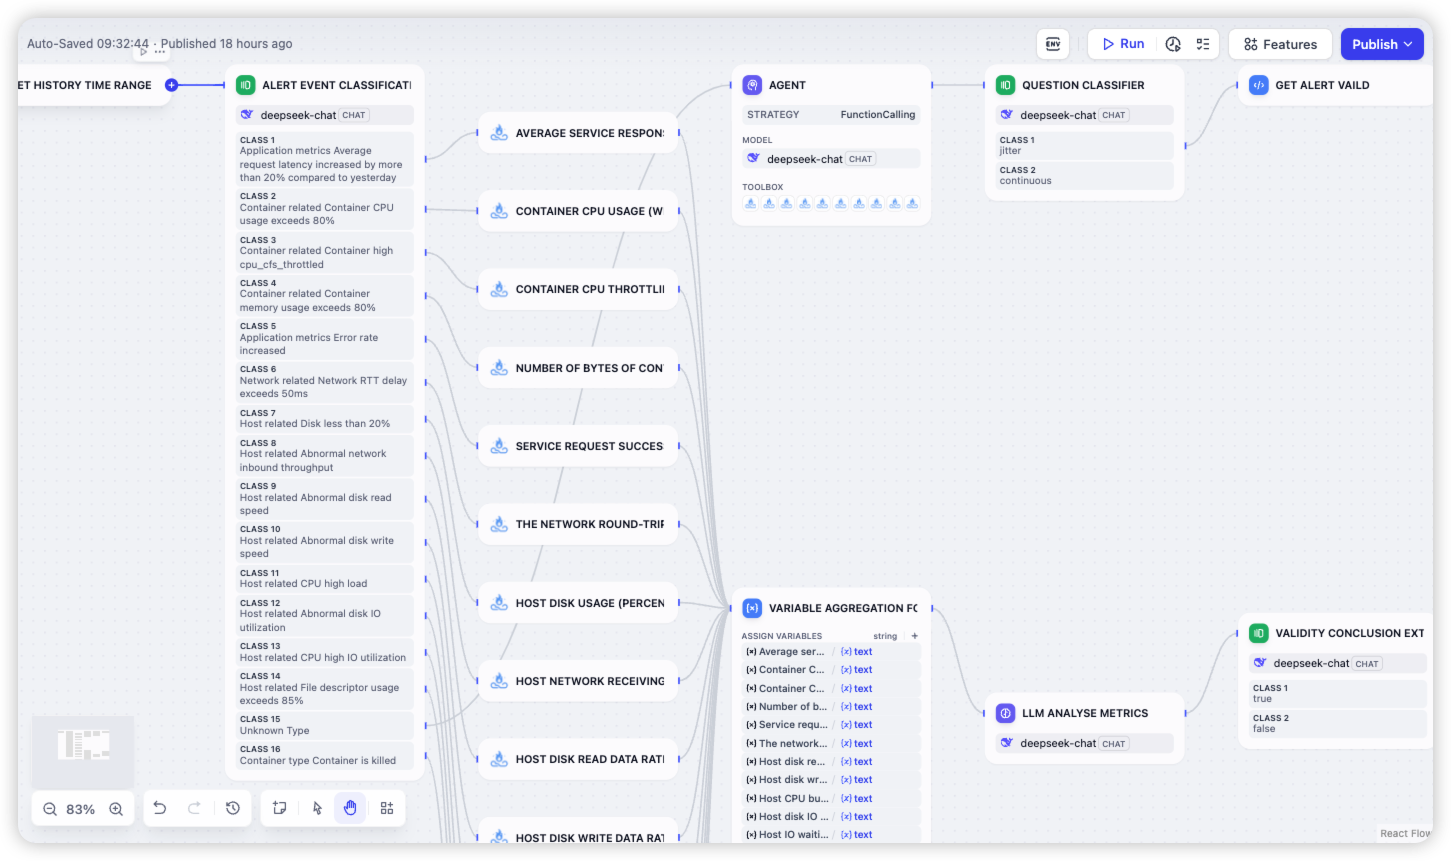 Auto-Saved 09:32:44 · Published 18 hours ago
ENV
Run
Features
Publish
ET HISTORY TIME RANGE
ALERT EVENT CLASSIFICATI
deepseek-chat CHAT
CLASS 1
Application metrics Average
request latency increased by more
than 20% compared to yesterday
CLASS 2
Container related Container CPU
usage exceeds 80%
CLASS 3
Container related Container high
cpu_cfs_throttled
CLASS 4
Container related Container
memory usage exceeds 80%
CLASS 5
Application metrics Error rate
increased
CLASS 6
Network related Network RTT delay
exceeds 50ms
CLASS 7
Host related Disk less than 20%
CLASS 8
Host related Abnormal network
inbound throughput
CLASS 9
Host related Abnormal disk read
speed
CLASS 10
Host related Abnormal disk write
speed
CLASS 11
Host related CPU high load
CLASS 12
Host related Abnormal disk IO
utilization
CLASS 13
Host related CPU high IO utilization
CLASS 14
Host related File descriptor usage
exceeds 85%
CLASS 15
Unknown Type
CLASS 16
Container type Container is killed
AVERAGE SERVICE RESPON
CONTAINER CPU USAGE (W
CONTAINER CPU THROTTLI
NUMBER OF BYTES OF CON
SERVICE REQUEST SUCCES
THE NETWORK ROUND-TRIP
HOST DISK USAGE (PERCEN
HOST NETWORK RECEIVING
HOST DISK READ DATA RAT
HOST DISK WRITE DATA RAT
AGENT
STRATEGY FunctionCalling
MODEL
deepseek-chat CHAT
TOOLBOX
QUESTION CLASSIFIER
deepseek-chat CHAT
CLASS 1
jitter
CLASS 2
continuous
GET ALERT VAILD
VARIABLE AGGREGATION FO
ASSIGN VARIABLES string +
{x} Average ser... / {x} text
{x} Container C... / {x} text
{x} Container C... / {x} text
{x} Number of b... / {x} text
{x} Service requ... / {x} text
{x} The network... / {x} text
{x} Host disk re... / {x} text
{x} Host disk wr... / {x} text
{x} Host CPU bu... / {x} text
{x} Host disk IO ... / {x} text
{x} Host IO waiti... / {x} text
LLM ANALYSE METRICS
deepseek-chat CHAT
VALIDITY CONCLUSION EXT
deepseek-chat CHAT
CLASS 1
true
CLASS 2
false
83%
React Flow